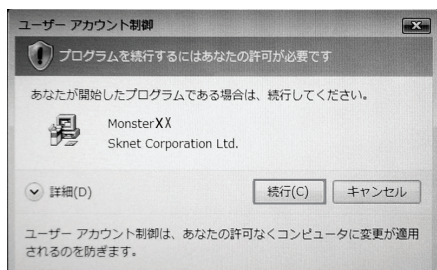 ユーザー アカウント制御
プログラムを続行するにはあなたの許可が必要です
あなたが開始したプログラムである場合は、続行してください。
MonsterXX
Sknet Corporation Ltd.
詳細(D)
続行(C)
キャンセル
ユーザー アカウント制御は、あなたの許可なくコンピュータに変更が適用
されるのを防ぎます。